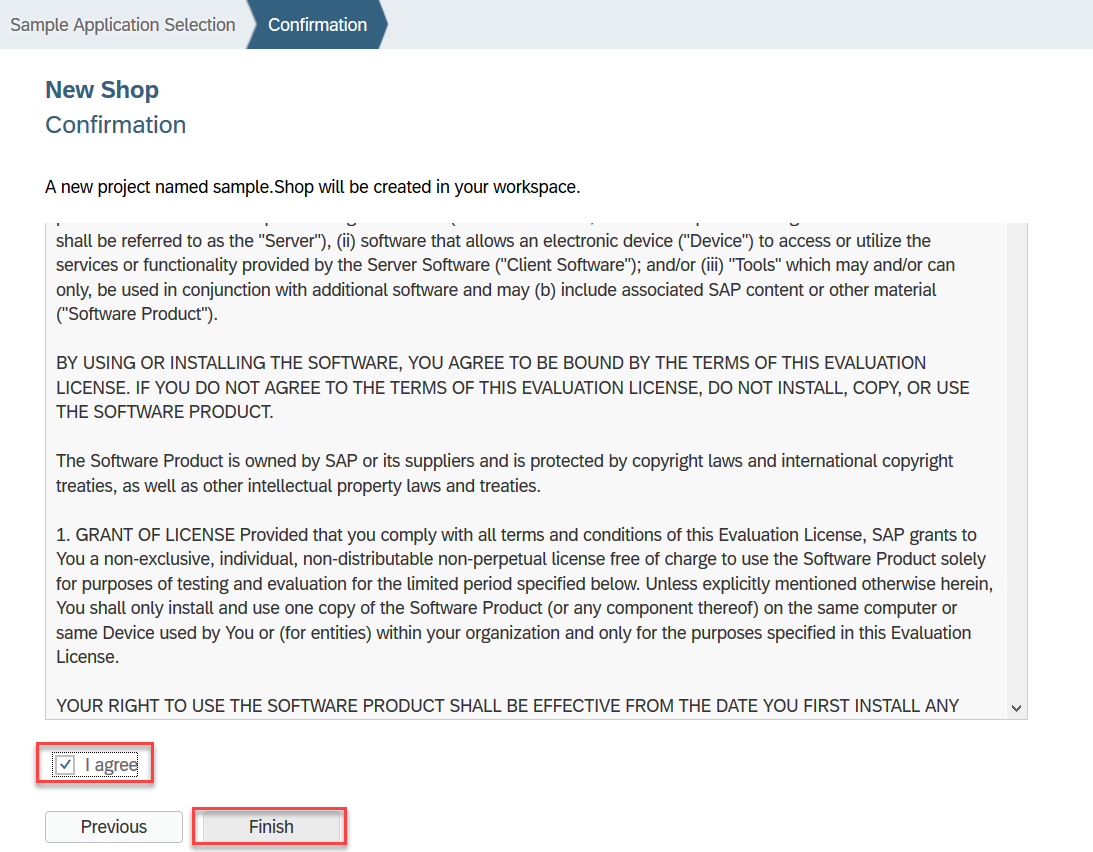 Sample Application Selection
Confirmation
New Shop
Confirmation
A new project named sample.Shop will be created in your workspace.
shall be referred to as the "Server"), (ii) software that allows an electronic device ("Device") to access or utilize the
services or functionality provided by the Server Software ("Client Software"); and/or (iii) "Tools" which may and/or can
only, be used in conjunction with additional software and may (b) include associated SAP content or other material
("Software Product").
BY USING OR INSTALLING THE SOFTWARE, YOU AGREE TO BE BOUND BY THE TERMS OF THIS EVALUATION
LICENSE. IF YOU DO NOT AGREE TO THE TERMS OF THIS EVALUATION LICENSE, DO NOT INSTALL, COPY, OR USE
THE SOFTWARE PRODUCT.
The Software Product is owned by SAP or its suppliers and is protected by copyright laws and international copyright
treaties, as well as other intellectual property laws and treaties.
1. GRANT OF LICENSE Provided that you comply with all terms and conditions of this Evaluation License, SAP grants to
You a non-exclusive, individual, non-distributable non-perpetual license free of charge to use the Software Product solely
for purposes of testing and evaluation for the limited period specified below. Unless explicitly mentioned otherwise herein,
You shall only install and use one copy of the Software Product (or any component thereof) on the same computer or
same Device used by You or (for entities) within your organization and only for the purposes specified in this Evaluation
License.
YOUR RIGHT TO USE THE SOFTWARE PRODUCT SHALL BE EFFECTIVE FROM THE DATE YOU FIRST INSTALL ANY
I agree
Previous
Finish